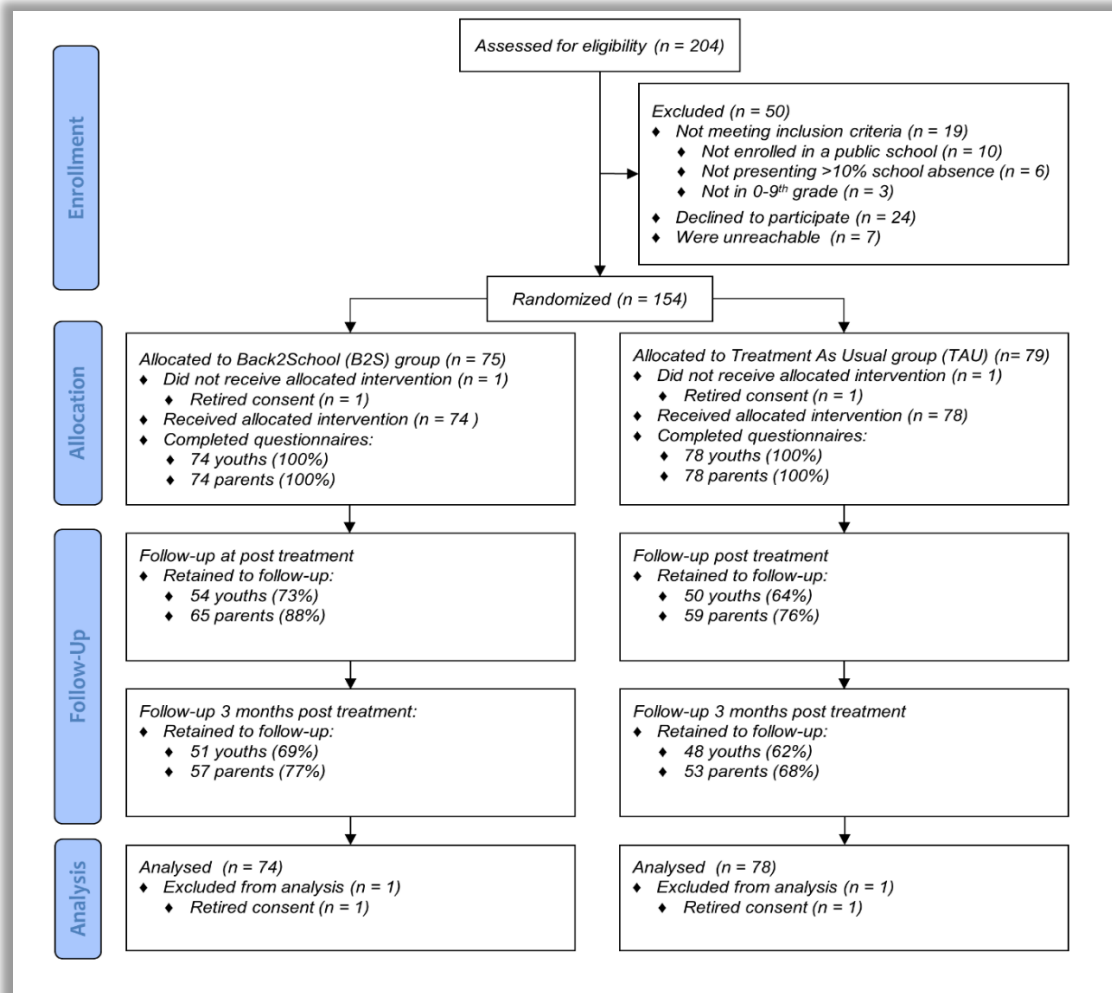 Enrollment
Assessed for eligibility (n = 204)
Excluded (n = 50)
♦ Not meeting inclusion criteria (n = 19)
♦ Not enrolled in a public school (n = 10)
♦ Not presenting >10% school absence (n = 6)
♦ Not in 0-9th grade (n = 3)
♦ Declined to participate (n = 24)
♦ Were unreachable (n = 7)
Randomized (n = 154)
Allocation
Allocated to Back2School (B2S) group (n = 75)
♦ Did not receive allocated intervention (n = 1)
♦ Retired consent (n = 1)
♦ Received allocated intervention (n = 74 )
♦ Completed questionnaires:
♦ 74 youths (100%)
♦ 74 parents (100%)
Allocated to Treatment As Usual group (TAU) (n= 79)
♦ Did not receive allocated intervention (n = 1)
♦ Retired consent (n = 1)
♦ Received allocated intervention (n = 78)
♦ Completed questionnaires:
♦ 78 youths (100%)
♦ 78 parents (100%)
Follow-Up
Follow-up at post treatment
♦ Retained to follow-up:
♦ 54 youths (73%)
♦ 65 parents (88%)
Follow-up post treatment
♦ Retained to follow-up:
♦ 50 youths (64%)
♦ 59 parents (76%)
Follow-up 3 months post treatment:
♦ Retained to follow-up:
♦ 51 youths (69%)
♦ 57 parents (77%)
Follow-up 3 months post treatment
♦ Retained to follow-up:
♦ 48 youths (62%)
♦ 53 parents (68%)
Analysis
Analysed (n = 74)
♦ Excluded from analysis (n = 1)
♦ Retired consent (n = 1)
Analysed (n = 78)
♦ Excluded from analysis (n = 1)
♦ Retired consent (n = 1)